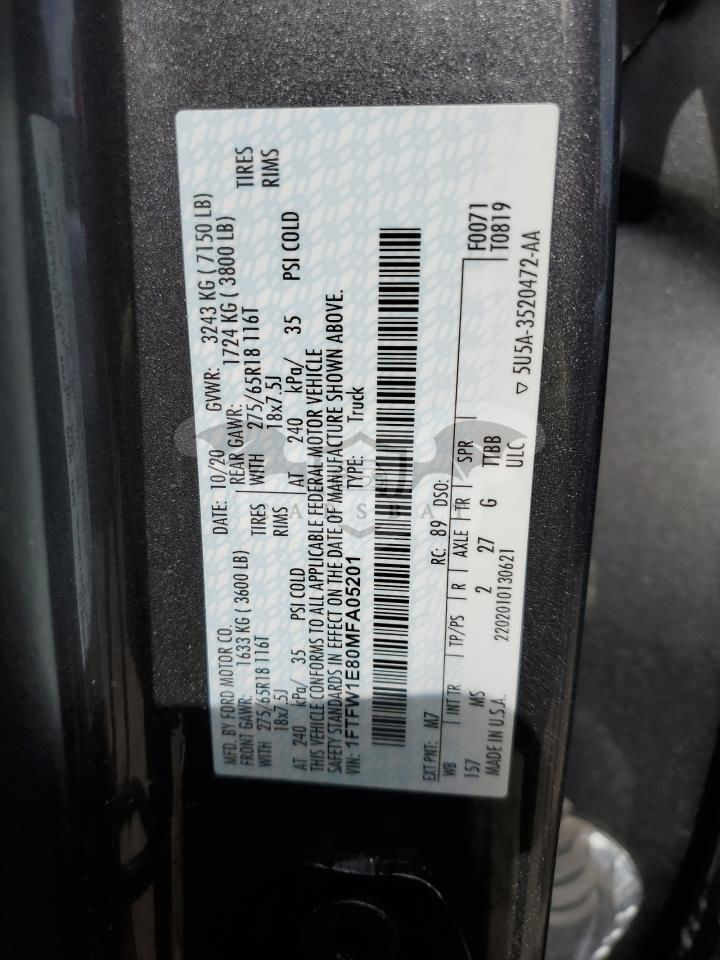 MFD. BY FORD MOTOR CO. DATE: 10/20 GVWR: 3243 KG ( 7150 LB)
FRONT GAWR: 1633 KG ( 3600 LB) REAR GAWR: 1724 KG ( 3800 LB)
WITH 275/65R18 116T TIRES WITH 275/65R18 116T TIRES
18x7.5J RIMS 18x7.5J RIMS
AT 240 kPa/ 35 PSI COLD AT 240 kPa/ 35 PSI COLD
THIS VEHICLE CONFORMS TO ALL APPLICABLE FEDERAL MOTOR VEHICLE
SAFETY STANDARDS IN EFFECT ON THE DATE OF MANUFACTURE SHOWN ABOVE.
VIN: 1FTFW1E80MFA05201 TYPE: Truck
EXT PNT: M7 RC: 89 DSO: F0071
WB INTTR TP/PS R AXLE TR SPR T0819
157 MS 2 27 G TTBB
2202010130621 ULC
MADE IN U.S.A. ▽ 5U5A-3520472-AA